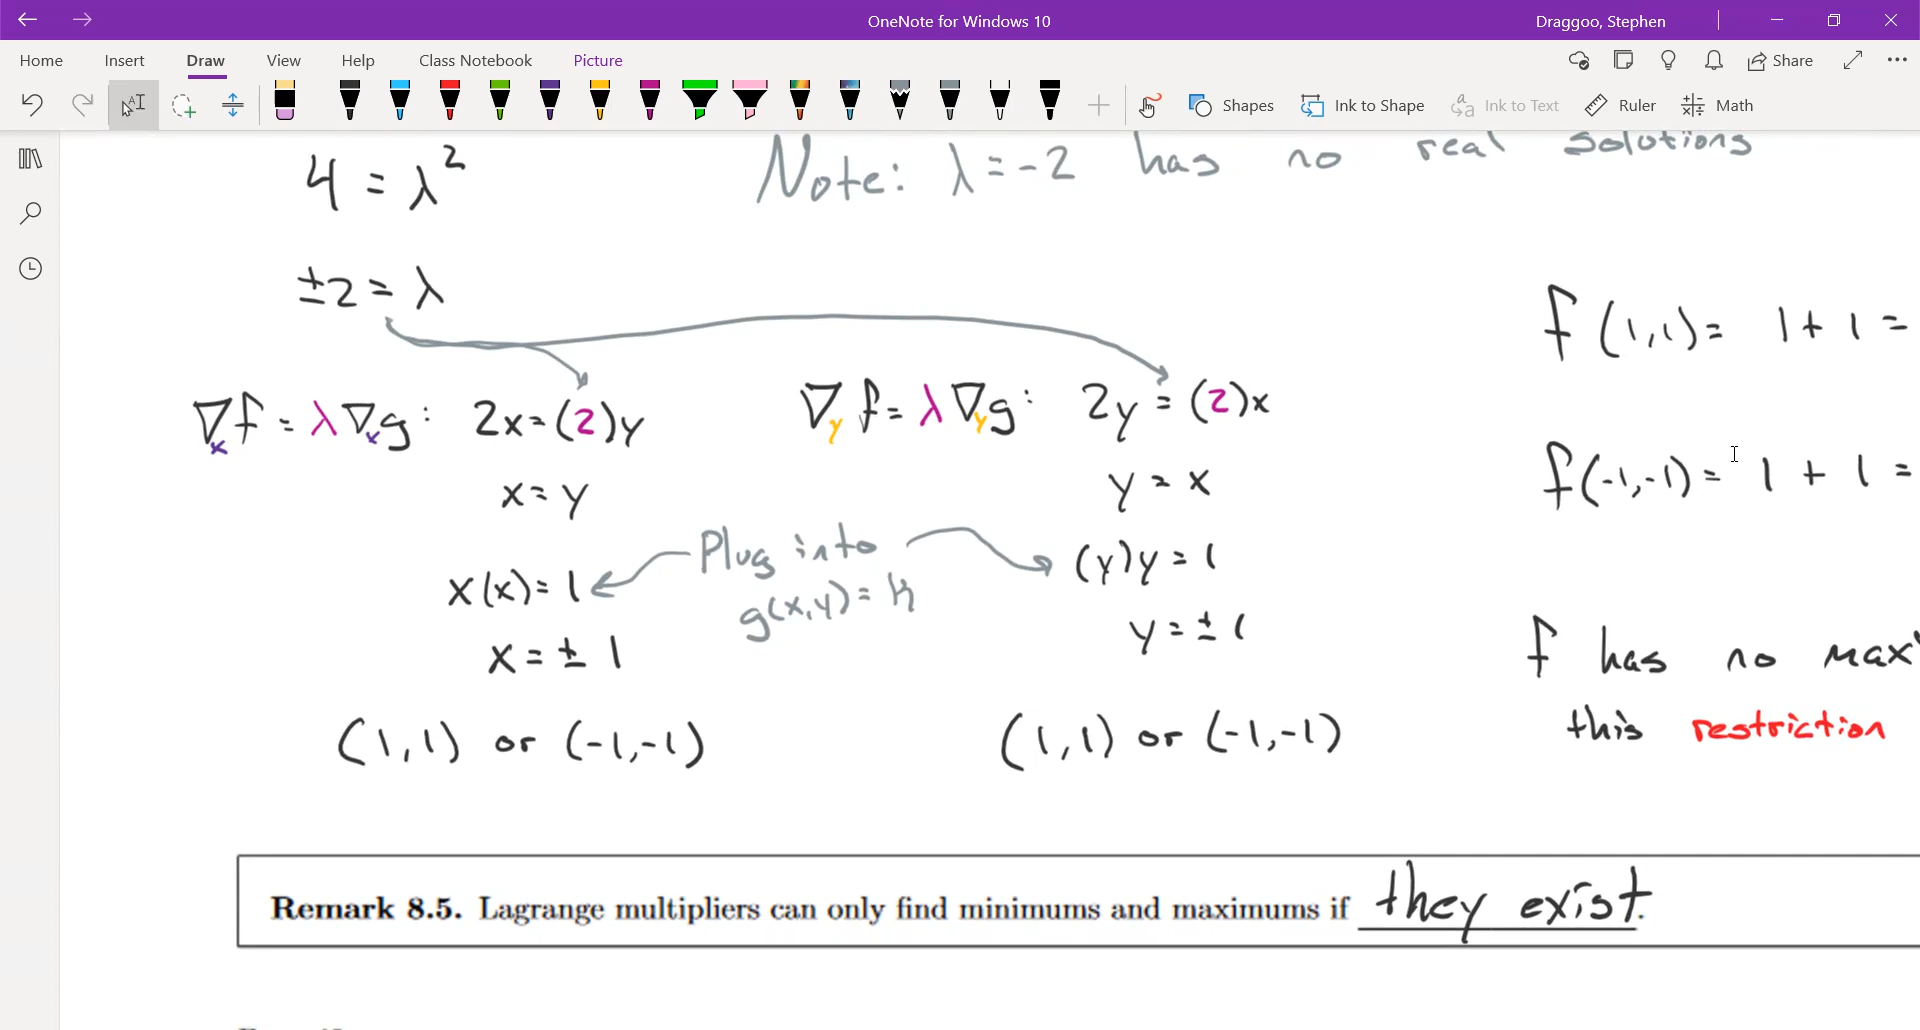 OneNote for Windows 10
Draggoo, Stephen
Home Insert Draw View Help Class Notebook Picture
Share
Shapes Ink to Shape Ink to Text Ruler Math
4 = λ²
Note: λ = -2 has no real solutions
±2 = λ
f(1,1) = 1 + 1 =
∇ₓf = λ∇ₓg: 2x = (2)y
∇ᵧf = λ∇ᵧg: 2y = (2)x
f(-1,-1) = 1 + 1 =
x = y
y = x
Plug into
g(x,y) = k
x(x) = 1
(y)y = 1
x = ± 1
y = ± 1
f has no max
this restriction
(1,1) or (-1,-1)
(1,1) or (-1,-1)
Remark 8.5. Lagrange multipliers can only find minimums and maximums if they exist.